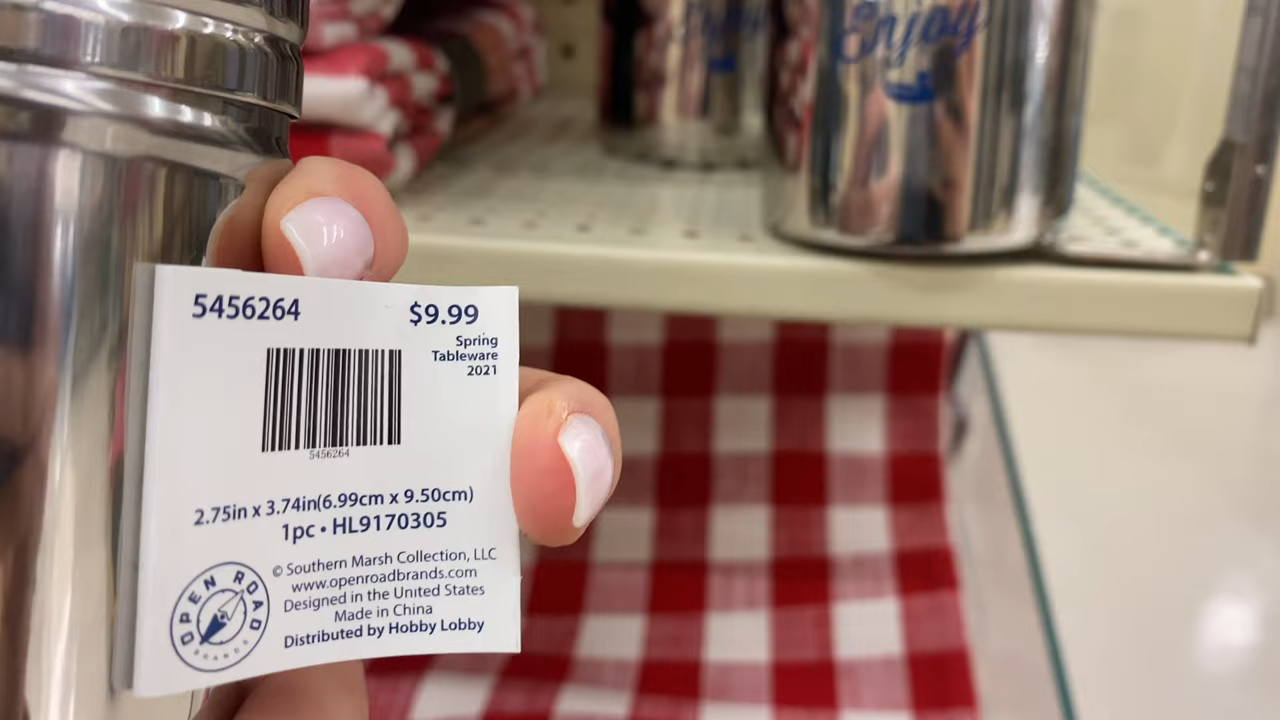 Enjoy
Enjoy
5456264
$9.99
Spring
Tableware
2021
5456264
2.75in x 3.74in(6.99cm x 9.50cm)
1pc • HL9170305
© Southern Marsh Collection, LLC
www.openroadbrands.com
Designed in the United States
Made in China
Distributed by Hobby Lobby
OPEN ROAD
BRANDS